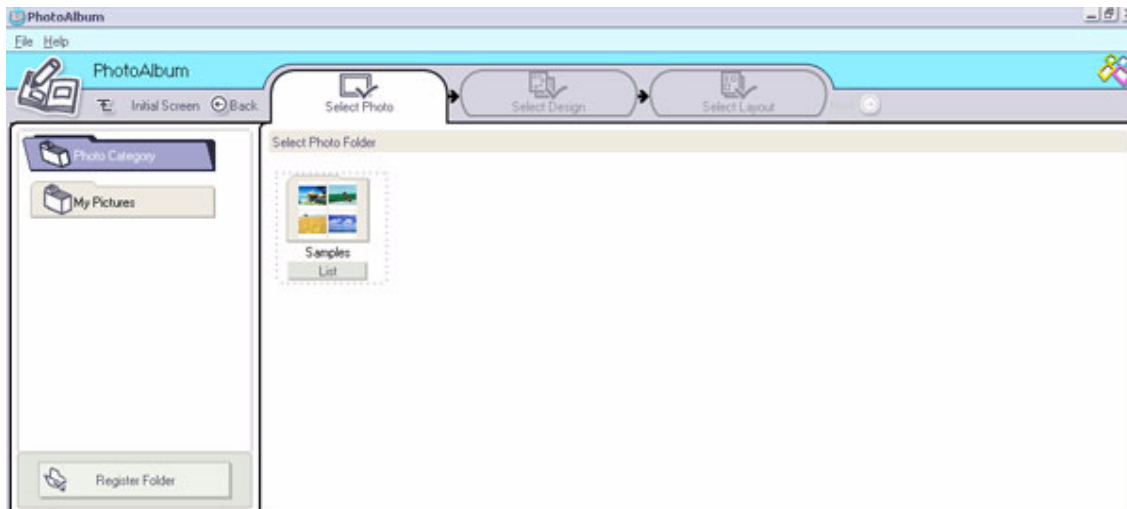 PhotoAlbum
File Help
PhotoAlbum
Initial Screen Back
Select Photo
Select Design
Select Layout
Photo Category
My Pictures
Select Photo Folder
Samples
List
Register Folder